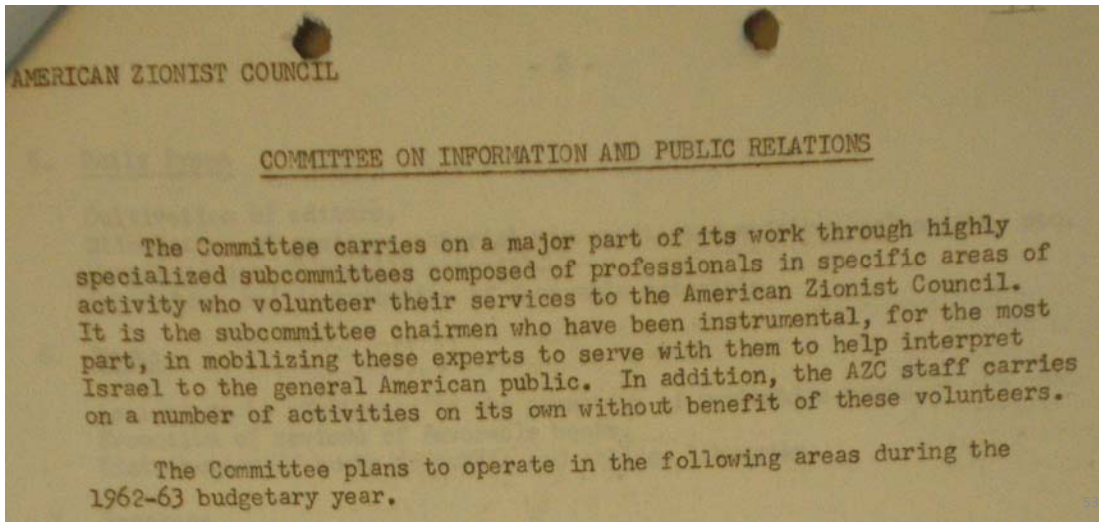 AMERICAN ZIONIST COUNCIL
COMMITTEE ON INFORMATION AND PUBLIC RELATIONS
The Committee carries on a major part of its work through highly
specialized subcommittees composed of professionals in specific areas of
activity who volunteer their services to the American Zionist Council.
It is the subcommittee chairmen who have been instrumental, for the most
part, in mobilizing these experts to serve with them to help interpret
Israel to the general American public. In addition, the AZC staff carries
on a number of activities on its own without benefit of these volunteers.
The Committee plans to operate in the following areas during the
1962-63 budgetary year.